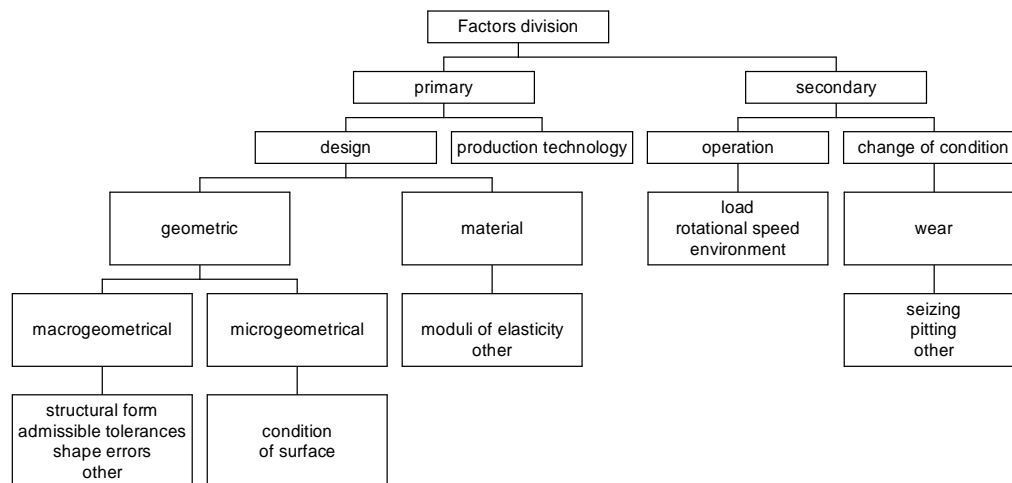 Factors division
primary
secondary
design
production technology
operation
change of condition
geometric
material
load
rotational speed
environment
wear
macrogeometrical
microgeometrical
moduli of elasticity
other
seizing
pitting
other
structural form
admissible tolerances
shape errors
other
condition
of surface